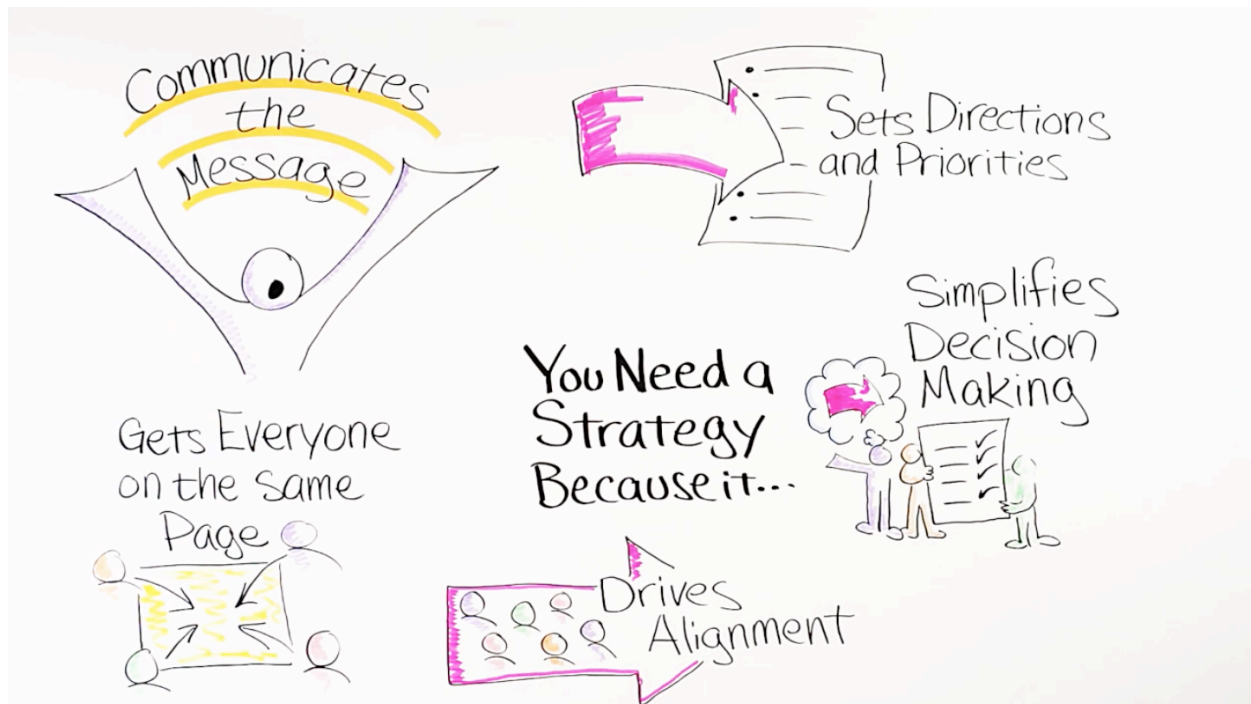 Communicates
the
Message
Sets Directions
and Priorities
Simplifies
Decision
Making
You Need a
Strategy
Because it...
Gets Everyone
on the Same
Page
Drives
Alignment